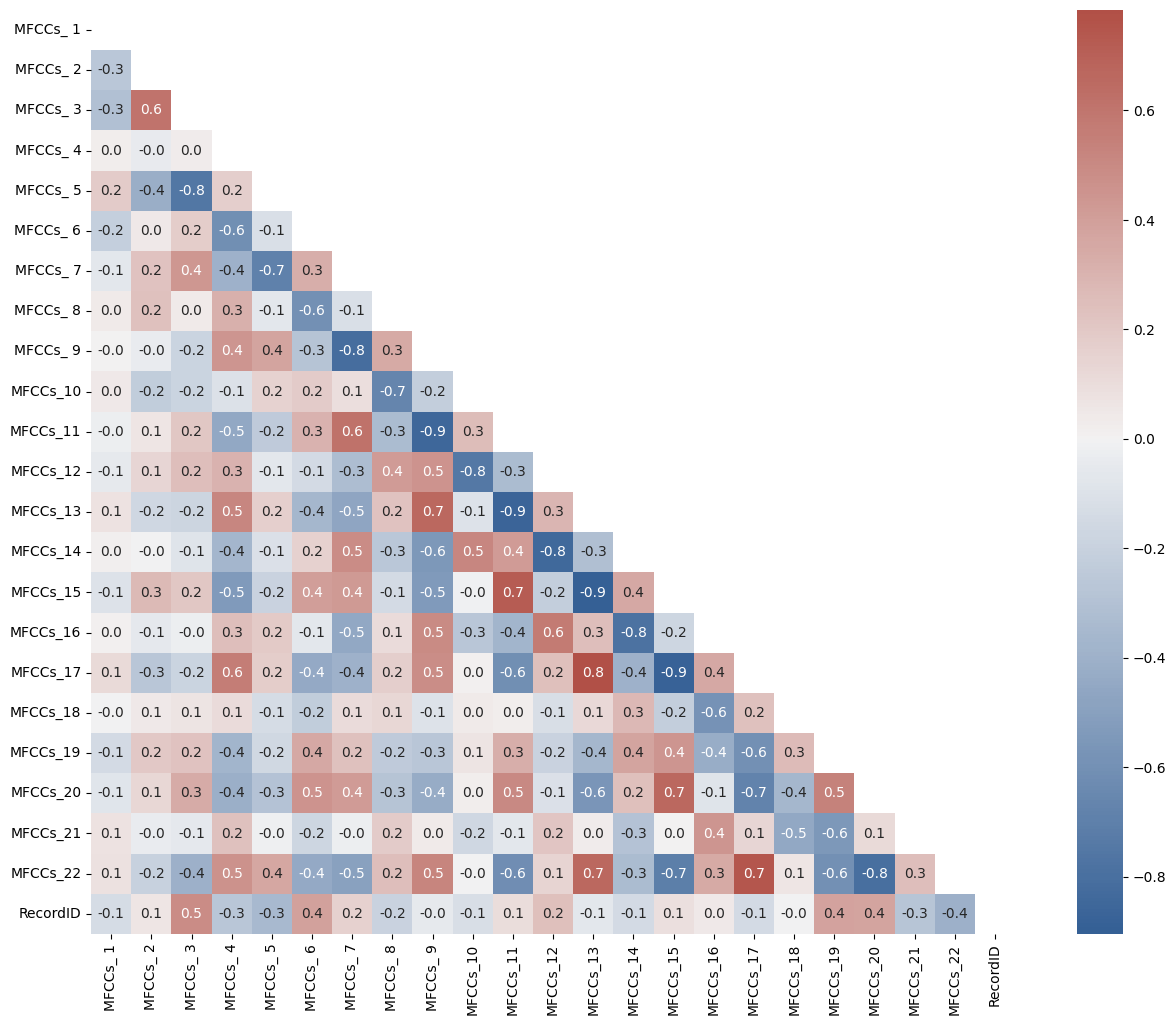 MFCCs_ 1
MFCCs_ 2 -0.3
MFCCs_ 3 -0.3 0.6
MFCCs_ 4 0.0 -0.0 0.0
MFCCs_ 5 0.2 -0.4 -0.8 0.2
MFCCs_ 6 -0.2 0.0 0.2 -0.6 -0.1
MFCCs_ 7 -0.1 0.2 0.4 -0.4 -0.7 0.3
MFCCs_ 8 0.0 0.2 0.0 0.3 -0.1 -0.6 -0.1
MFCCs_ 9 -0.0 -0.0 -0.2 0.4 0.4 -0.3 -0.8 0.3
MFCCs_10 0.0 -0.2 -0.2 -0.1 0.2 0.2 0.1 -0.7 -0.2
MFCCs_11 -0.0 0.1 0.2 -0.5 -0.2 0.3 0.6 -0.3 -0.9 0.3
MFCCs_12 -0.1 0.1 0.2 0.3 -0.1 -0.1 -0.3 0.4 0.5 -0.8 -0.3
MFCCs_13 0.1 -0.2 -0.2 0.5 0.2 -0.4 -0.5 0.2 0.7 -0.1 -0.9 0.3
MFCCs_14 0.0 -0.0 -0.1 -0.4 -0.1 0.2 0.5 -0.3 -0.6 0.5 0.4 -0.8 -0.3
MFCCs_15 -0.1 0.3 0.2 -0.5 -0.2 0.4 0.4 -0.1 -0.5 -0.0 0.7 -0.2 -0.9 0.4
MFCCs_16 0.0 -0.1 -0.0 0.3 0.2 -0.1 -0.5 0.1 0.5 -0.3 -0.4 0.6 0.3 -0.8 -0.2
MFCCs_17 0.1 -0.3 -0.2 0.6 0.2 -0.4 -0.4 0.2 0.5 0.0 -0.6 0.2 0.8 -0.4 -0.9 0.4
MFCCs_18 -0.0 0.1 0.1 0.1 -0.1 -0.2 0.1 0.1 -0.1 0.0 0.0 -0.1 0.1 0.3 -0.2 -0.6 0.2
MFCCs_19 -0.1 0.2 0.2 -0.4 -0.2 0.4 0.2 -0.2 -0.3 0.1 0.3 -0.2 -0.4 0.4 0.4 -0.4 -0.6 0.3
MFCCs_20 -0.1 0.1 0.3 -0.4 -0.3 0.5 0.4 -0.3 -0.4 0.0 0.5 -0.1 -0.6 0.2 0.7 -0.1 -0.7 -0.4 0.5
MFCCs_21 0.1 -0.0 -0.1 0.2 -0.0 -0.2 -0.0 0.2 0.0 -0.2 -0.1 0.2 0.0 -0.3 0.0 0.4 0.1 -0.5 -0.6 0.1
MFCCs_22 0.1 -0.2 -0.4 0.5 0.4 -0.4 -0.5 0.2 0.5 -0.0 -0.6 0.1 0.7 -0.3 -0.7 0.3 0.7 0.1 -0.6 -0.8 0.3
RecordID -0.1 0.1 0.5 -0.3 -0.3 0.4 0.2 -0.2 -0.0 -0.1 0.1 0.2 -0.1 -0.1 0.1 0.0 -0.1 -0.0 0.4 0.4 -0.3 -0.4
MFCCs_ 1
MFCCs_ 2
MFCCs_ 3
MFCCs_ 4
MFCCs_ 5
MFCCs_ 6
MFCCs_ 7
MFCCs_ 8
MFCCs_ 9
MFCCs_10
MFCCs_11
MFCCs_12
MFCCs_13
MFCCs_14
MFCCs_15
MFCCs_16
MFCCs_17
MFCCs_18
MFCCs_19
MFCCs_20
MFCCs_21
MFCCs_22
RecordID
0.6
0.4
0.2
0.0
−0.2
−0.4
−0.6
−0.8